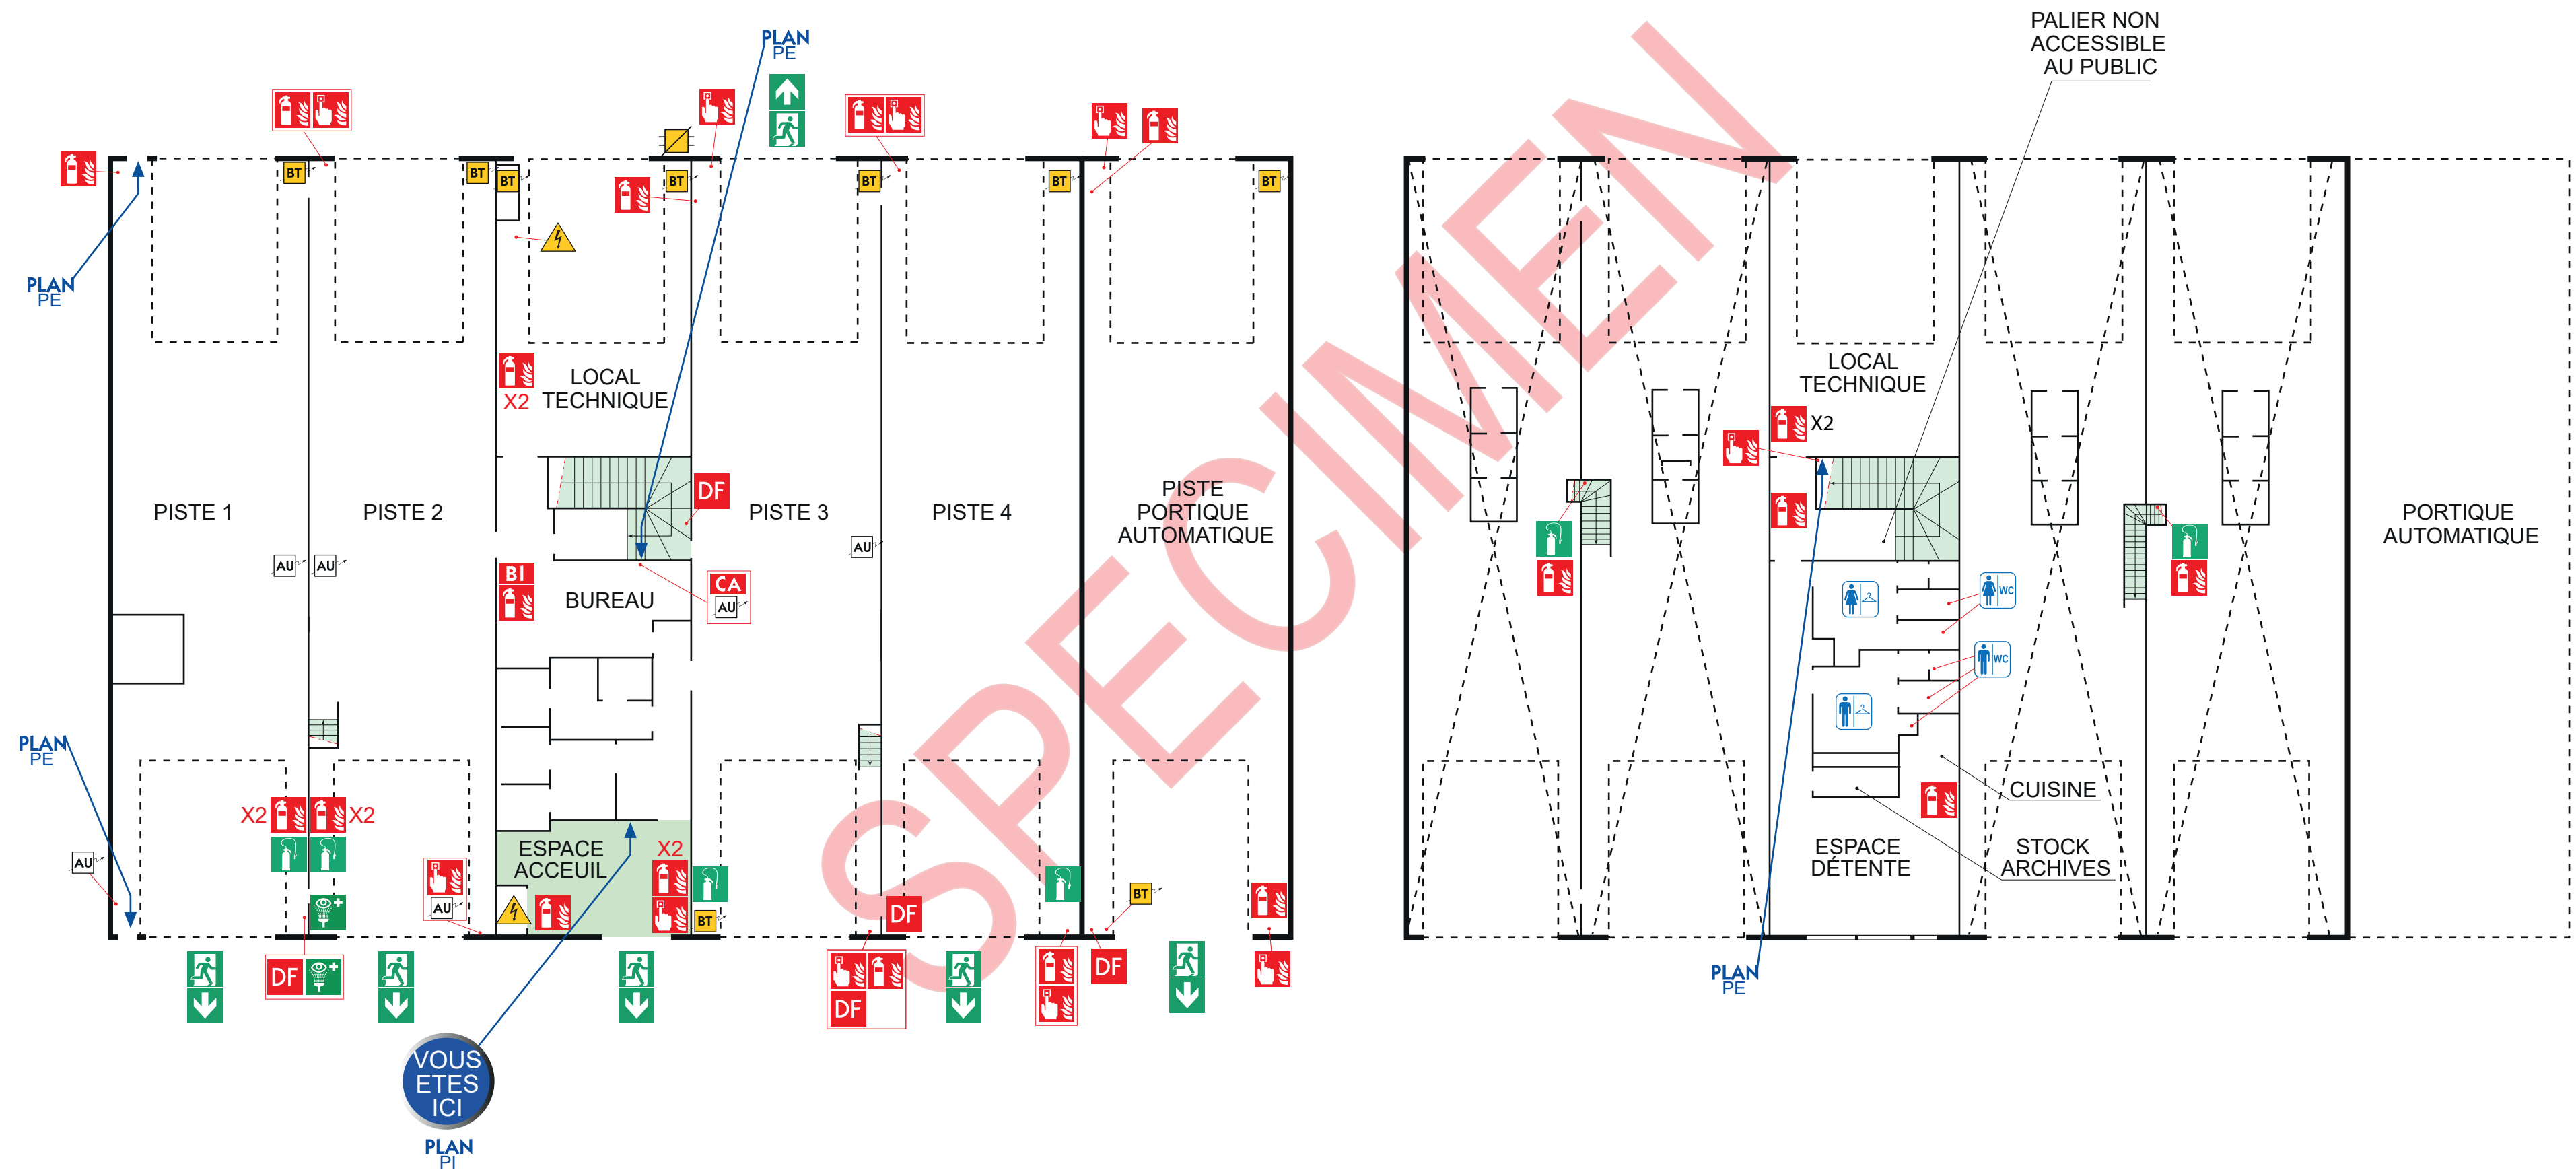 PALIER NON
ACCESSIBLE
AU PUBLIC
PLAN
PE
BT
BT
BT
BT
BT
BT
BT
PLAN
PE
LOCAL
TECHNIQUE
X2
LOCAL
TECHNIQUE
X2
DF
PISTE 1
PISTE 2
PISTE 3
PISTE 4
PISTE
PORTIQUE
AUTOMATIQUE
PORTIQUE
AUTOMATIQUE
AU
AU
AU
BI
BUREAU
CA
AU
WC
WC
PLAN
PE
X2
X2
CUISINE
AU
ESPACE
ACCEUIL
X2
ESPACE
DÉTENTE
STOCK
ARCHIVES
AU
BT
DF
BT
DF
DF
DF
PLAN
PE
VOUS
ETES
ICI
PLAN
PI
SPECIMEN